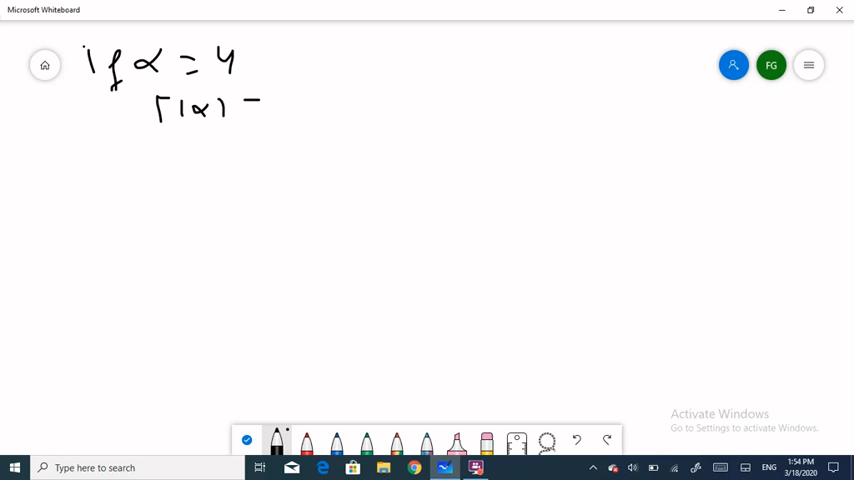 Microsoft Whiteboard
if α = 4
FG
Γ(α) -
Activate Windows
Go to Settings to activate Windows.
Type here to search
ENG
1:54 PM
3/18/2020